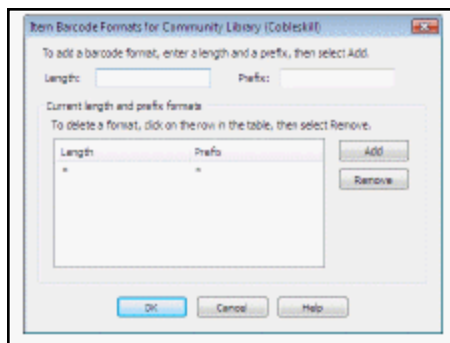 Item Barcode Formats for Community Library (Cobleskill)
To add a barcode format, enter a length and a prefix, then select Add.
Length: Prefix:
Current length and prefix formats
To delete a format, click on the row in the table, then select Remove.
Length Prefix Add
* *
Remove
OK Cancel Help